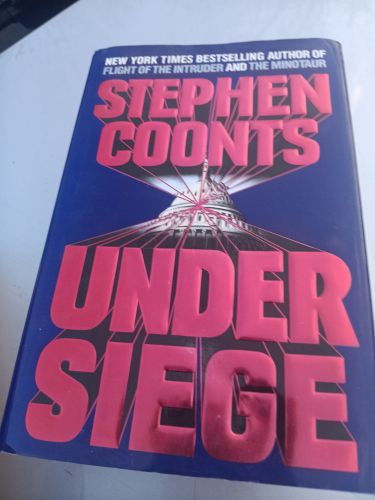 NEW YORK TIMES BESTSELLING AUTHOR OF
FLIGHT OF THE INTRUDER AND THE MINOTAUR
STEPHEN
COONTS
UNDER
SIEGE